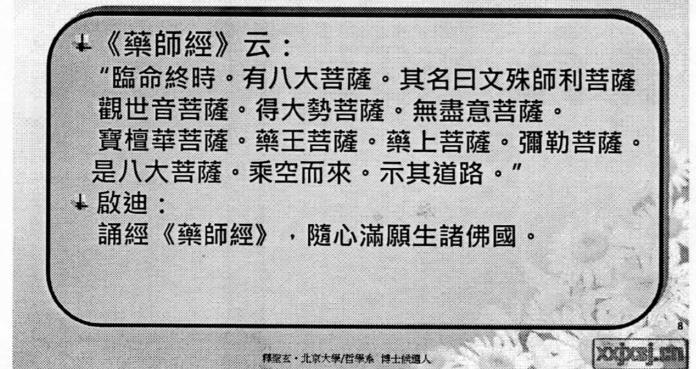 《藥師經》云：
“臨命終時。有八大菩薩。其名曰文殊師利菩薩
觀世音菩薩。得大勢菩薩。無盡意菩薩。
寶檀華菩薩。藥王菩薩。藥上菩薩。彌勒菩薩。
是八大菩薩。乘空而來。示其道路。”
啟迪：
誦經《藥師經》，隨心滿願生諸佛國。
8
釋聖玄・北京大學/哲學系 博士候選人
xxjxsj.cn